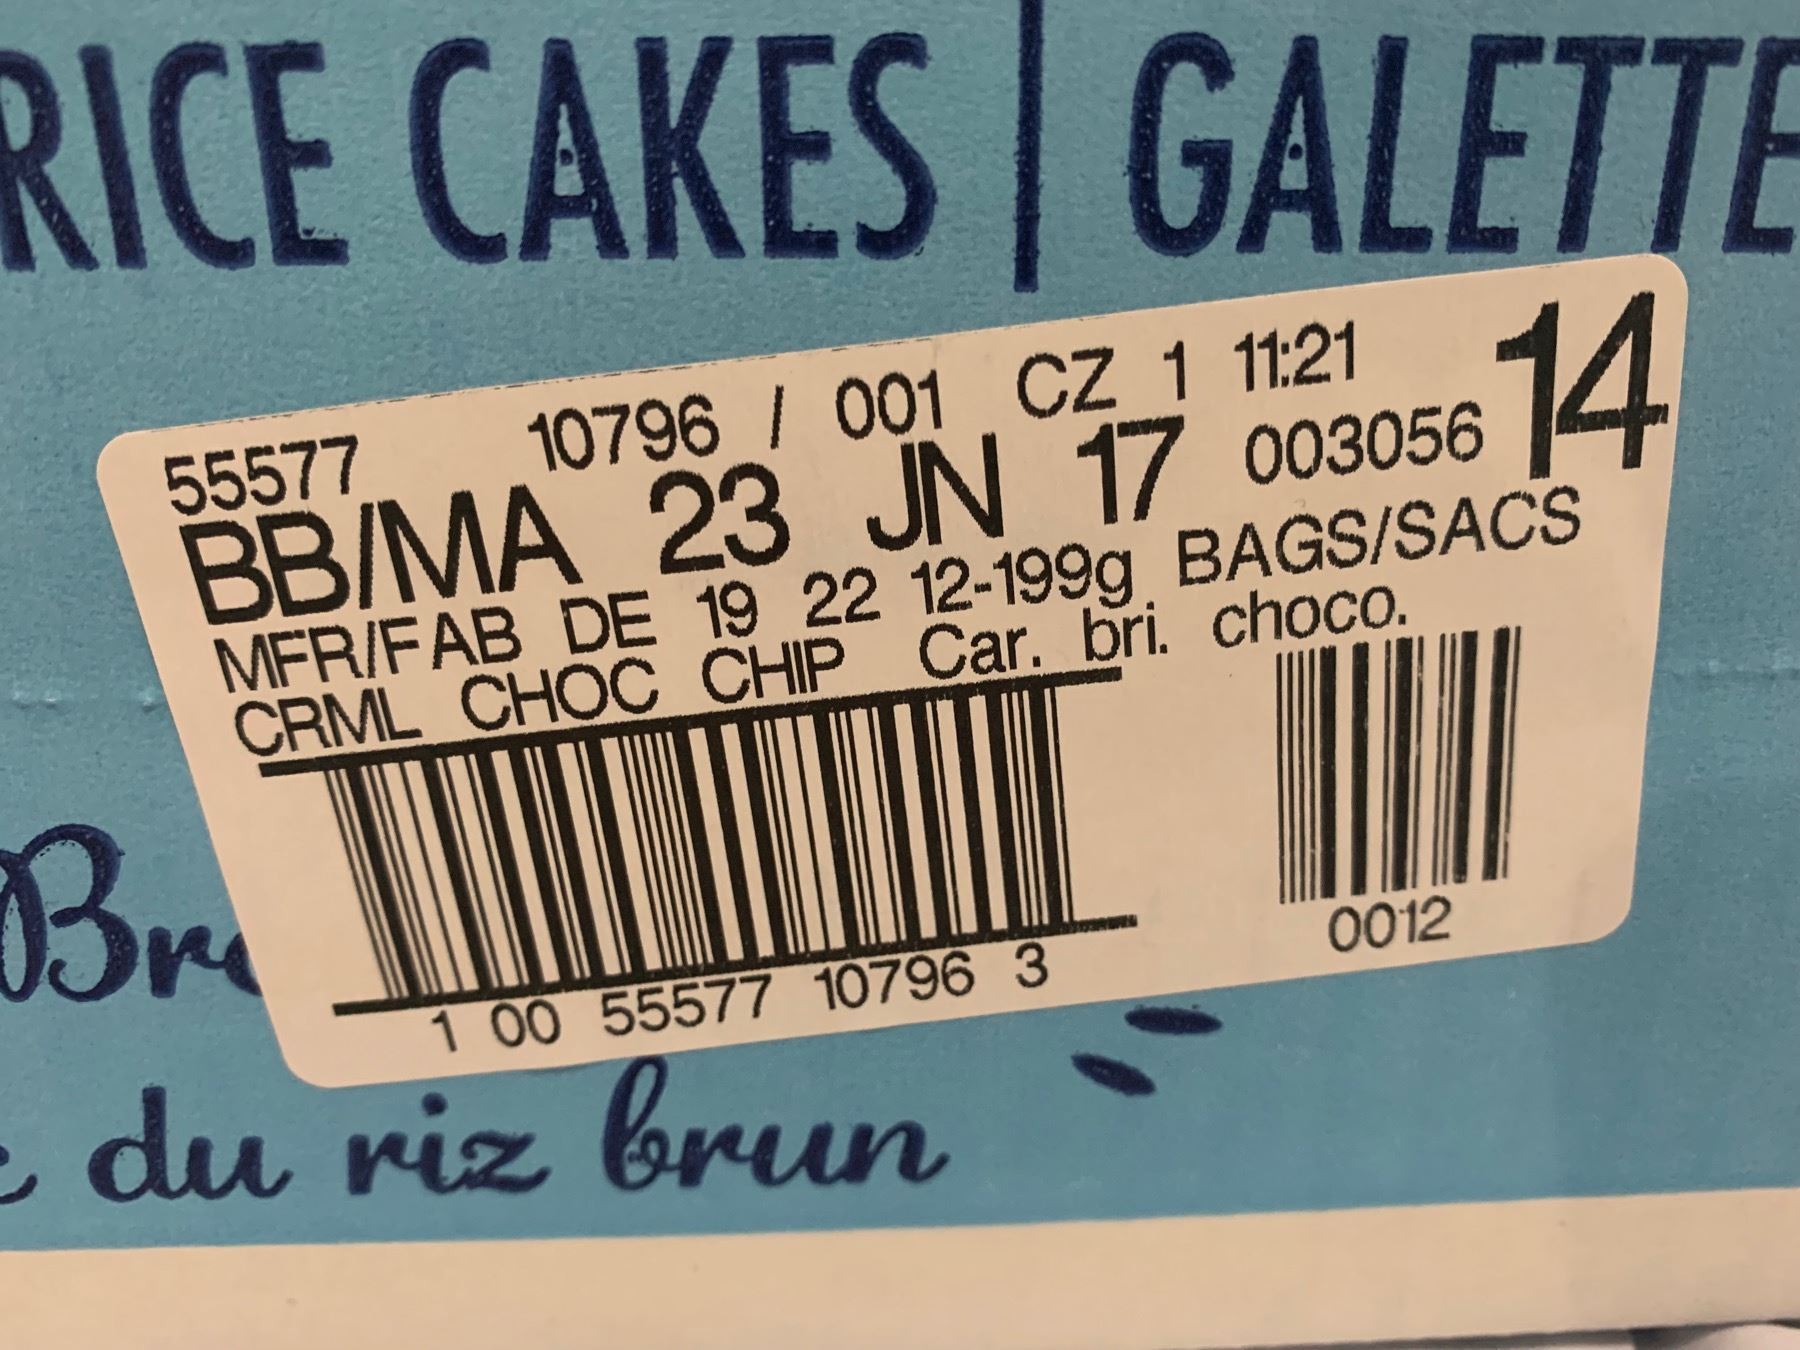 RICE CAKES | GALETTE
55577 10796 / 001 CZ 1 11:21 14
BB/MA 23 JN 17 003056
MFR/FAB DE 19 22 12-199g BAGS/SACS
CRML CHOC CHIP Car. bri. choco.
1 00 55577 10796 3
0012
Bro
du riz brun